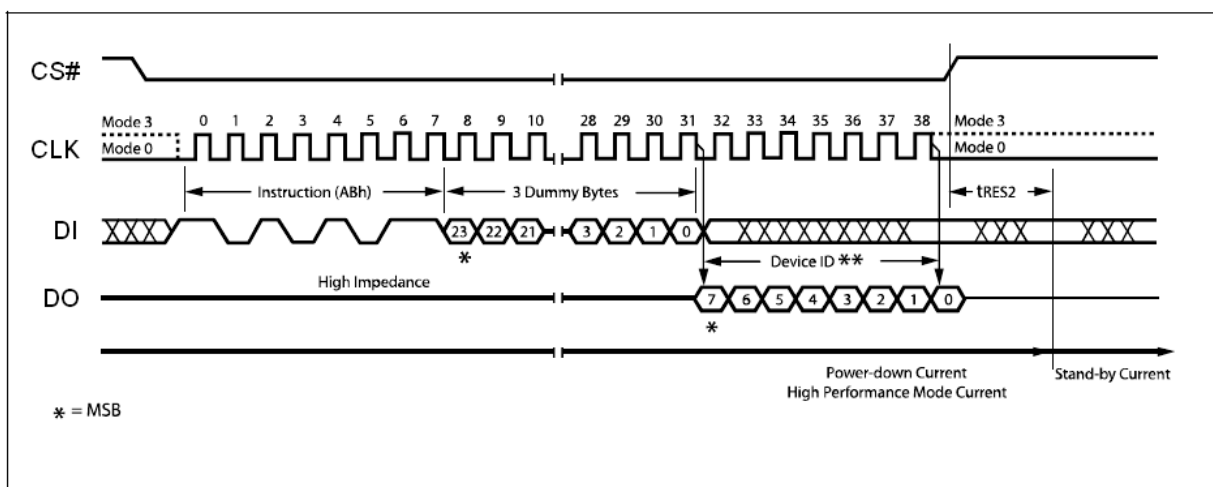 CS#
Mode 3 0 1 2 3 4 5 6 7 8 9 10 28 29 30 31 32 33 34 35 36 37 38 Mode 3
CLK
Mode 0 Mode 0
Instruction (ABh) 3 Dummy Bytes tRES2
DI 23 22 21 3 2 1 0
* Device ID **
High Impedance
DO 7 6 5 4 3 2 1 0
*
Power-down Current Stand-by Current
High Performance Mode Current
* = MSB